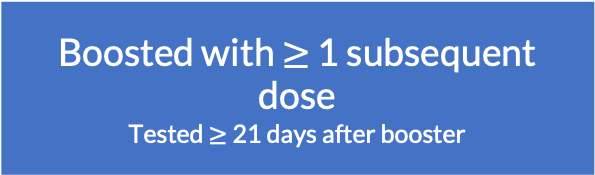 Boosted with ≥ 1 subsequent
dose
Tested ≥ 21 days after booster